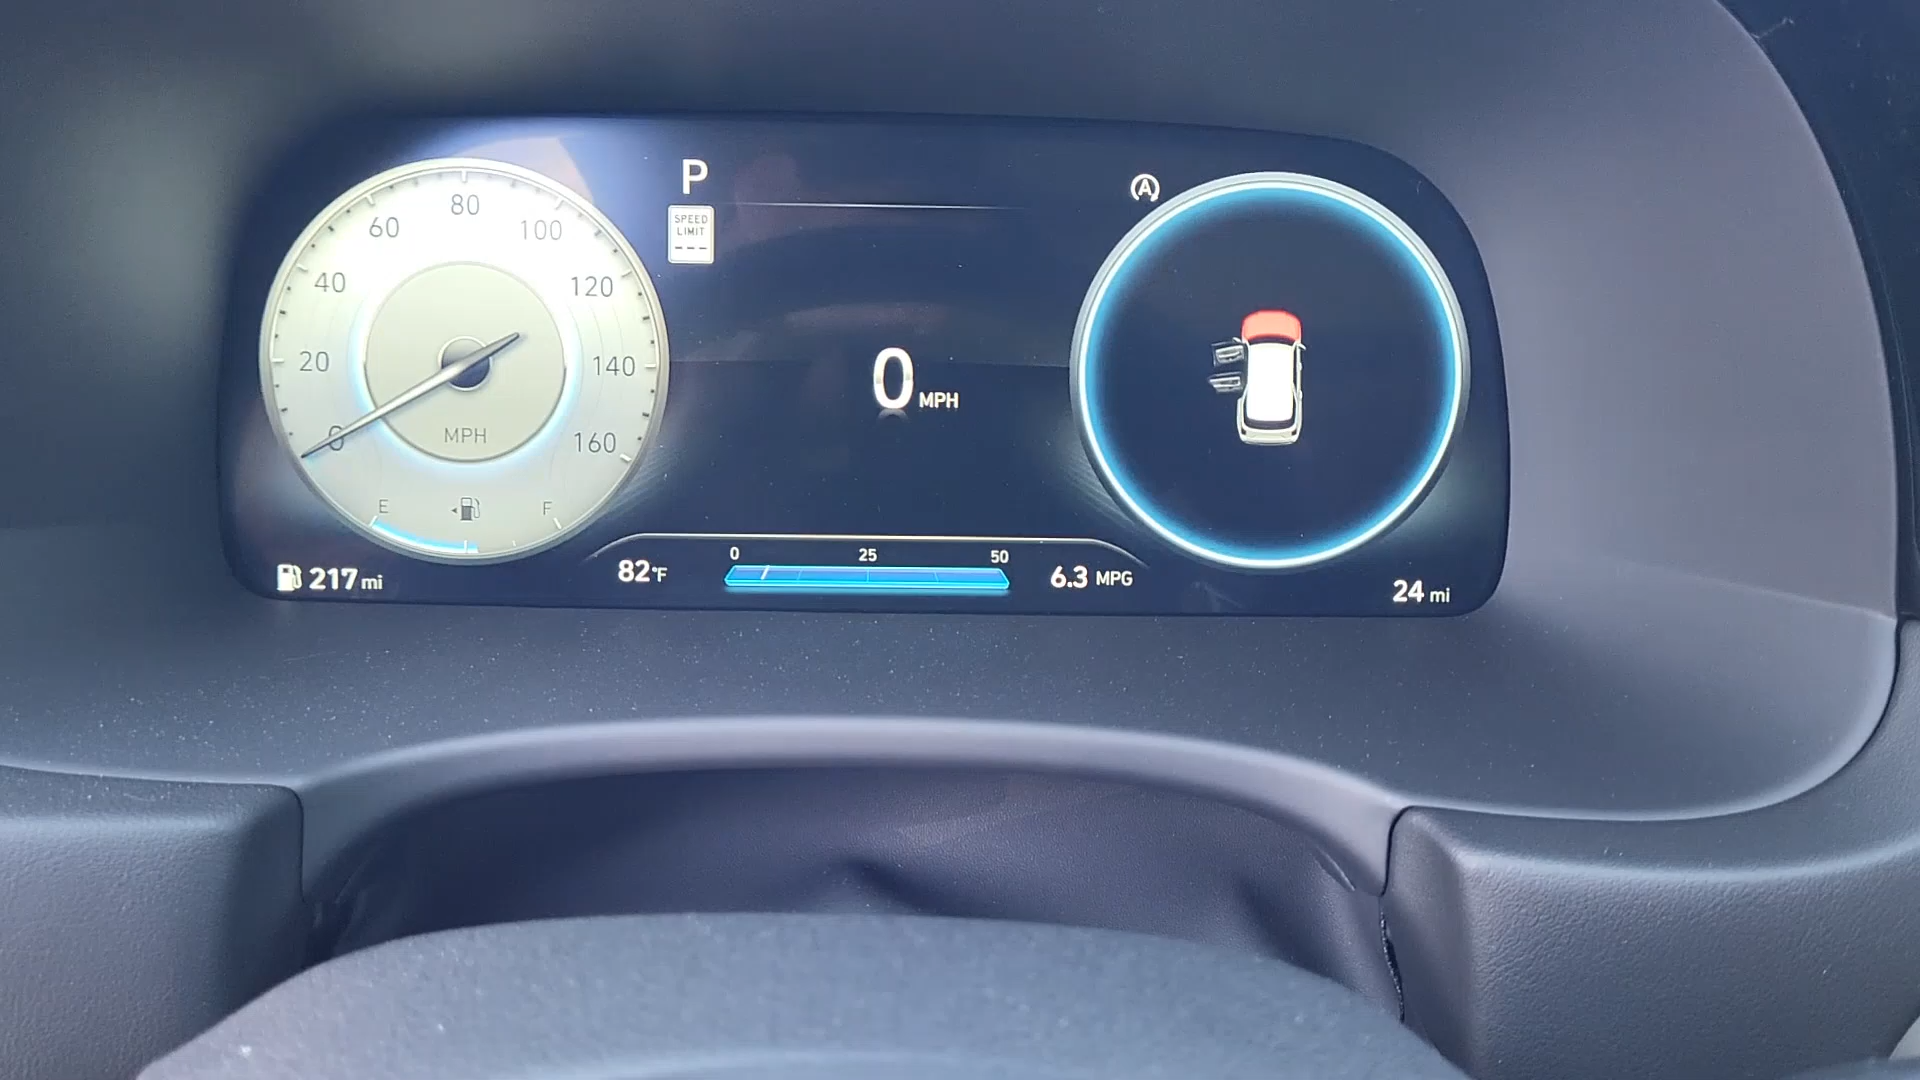 P
SPEED
LIMIT
---
A
0
20
40
60
80
100
120
140
160
MPH
E
F
0 MPH
217 mi
82°F
0
25
50
6.3 MPG
24 mi